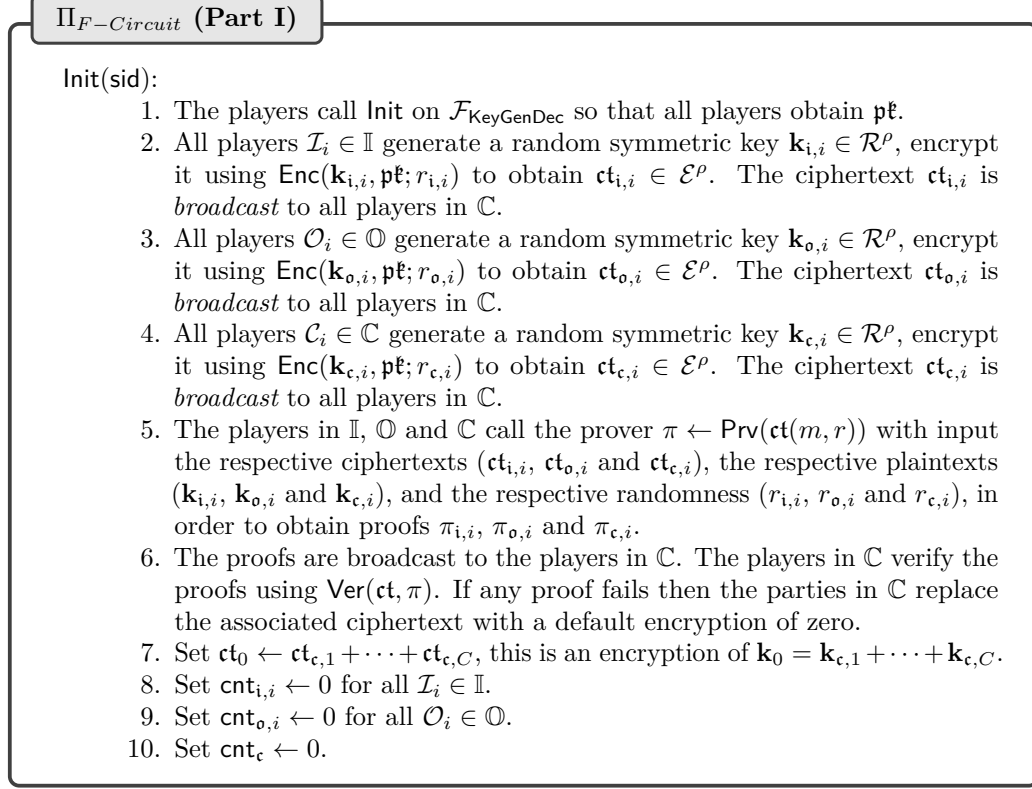 Π_{F−Circuit} (Part I)
Init(sid):
1. The players call Init on ℱ_{KeyGenDec} so that all players obtain 𝔭𝔨.
2. All players ℐ_i ∈ 𝕀 generate a random symmetric key 𝐤_{𝔦,i} ∈ ℛ^ρ, encrypt
it using Enc(𝐤_{𝔦,i}, 𝔭𝔨; r_{𝔦,i}) to obtain 𝔠𝔱_{𝔦,i} ∈ ℰ^ρ. The ciphertext 𝔠𝔱_{𝔦,i} is
broadcast to all players in ℂ.
3. All players 𝒪_i ∈ 𝕆 generate a random symmetric key 𝐤_{𝔬,i} ∈ ℛ^ρ, encrypt
it using Enc(𝐤_{𝔬,i}, 𝔭𝔨; r_{𝔬,i}) to obtain 𝔠𝔱_{𝔬,i} ∈ ℰ^ρ. The ciphertext 𝔠𝔱_{𝔬,i} is
broadcast to all players in ℂ.
4. All players 𝒞_i ∈ ℂ generate a random symmetric key 𝐤_{𝔠,i} ∈ ℛ^ρ, encrypt
it using Enc(𝐤_{𝔠,i}, 𝔭𝔨; r_{𝔠,i}) to obtain 𝔠𝔱_{𝔠,i} ∈ ℰ^ρ. The ciphertext 𝔠𝔱_{𝔠,i} is
broadcast to all players in ℂ.
5. The players in 𝕀, 𝕆 and ℂ call the prover π ← Prv(𝔠𝔱(m, r)) with input
the respective ciphertexts (𝔠𝔱_{𝔦,i}, 𝔠𝔱_{𝔬,i} and 𝔠𝔱_{𝔠,i}), the respective plaintexts
(𝐤_{𝔦,i}, 𝐤_{𝔬,i} and 𝐤_{𝔠,i}), and the respective randomness (r_{𝔦,i}, r_{𝔬,i} and r_{𝔠,i}), in
order to obtain proofs π_{𝔦,i}, π_{𝔬,i} and π_{𝔠,i}.
6. The proofs are broadcast to the players in ℂ. The players in ℂ verify the
proofs using Ver(𝔠𝔱, π). If any proof fails then the parties in ℂ replace
the associated ciphertext with a default encryption of zero.
7. Set 𝔠𝔱_0 ← 𝔠𝔱_{𝔠,1} + ⋯ + 𝔠𝔱_{𝔠,C}, this is an encryption of 𝐤_0 = 𝐤_{𝔠,1} + ⋯ + 𝐤_{𝔠,C}.
8. Set cnt_{𝔦,i} ← 0 for all ℐ_i ∈ 𝕀.
9. Set cnt_{𝔬,i} ← 0 for all 𝒪_i ∈ 𝕆.
10. Set cnt_𝔠 ← 0.